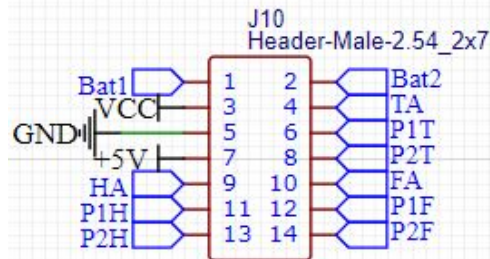 J10
Header-Male-2.54_2x7
Bat1 1 2 Bat2
VCC 3 4 TA
GND 5 6 P1T
+5V 7 8 P2T
HA 9 10 FA
P1H 11 12 P1F
P2H 13 14 P2F